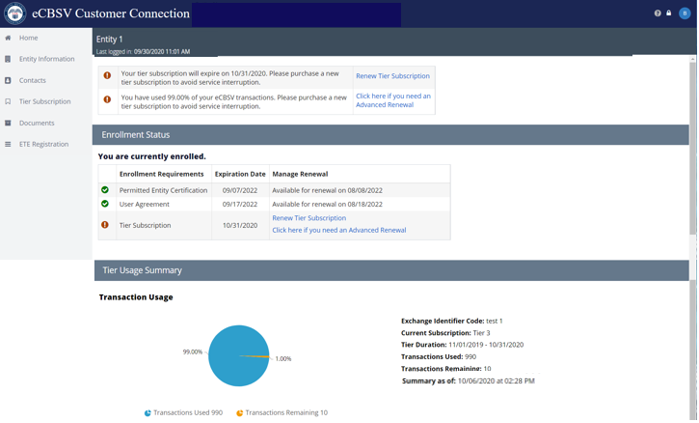 eCBSV Customer Connection
Home
Entity Information
Contacts
Tier Subscription
Documents
ETE Registration
Entity 1
Last logged in: 09/30/2020 11:01 AM
Your tier subscription will expire on 10/31/2020. Please purchase a new
tier subscription to avoid service interruption.
Renew Tier Subscription
You have used 99.00% of your eCBSV transactions. Please purchase a new
tier subscription to avoid service interruption.
Click here if you need an
Advanced Renewal
Enrollment Status
You are currently enrolled.
Enrollment Requirements Expiration Date Manage Renewal
Permitted Entity Certification 09/07/2022 Available for renewal on 08/08/2022
User Agreement 09/17/2022 Available for renewal on 08/18/2022
Tier Subscription 10/31/2020 Renew Tier Subscription
Click here if you need an Advanced Renewal
Tier Usage Summary
Transaction Usage
99.00%
1.00%
Transactions Used 990 Transactions Remaining 10
Exchange Identifier Code: test 1
Current Subscription: Tier 3
Tier Duration: 11/01/2019 - 10/31/2020
Transactions Used: 990
Transactions Remaining: 10
Summary as of: 10/06/2020 at 02:28 PM